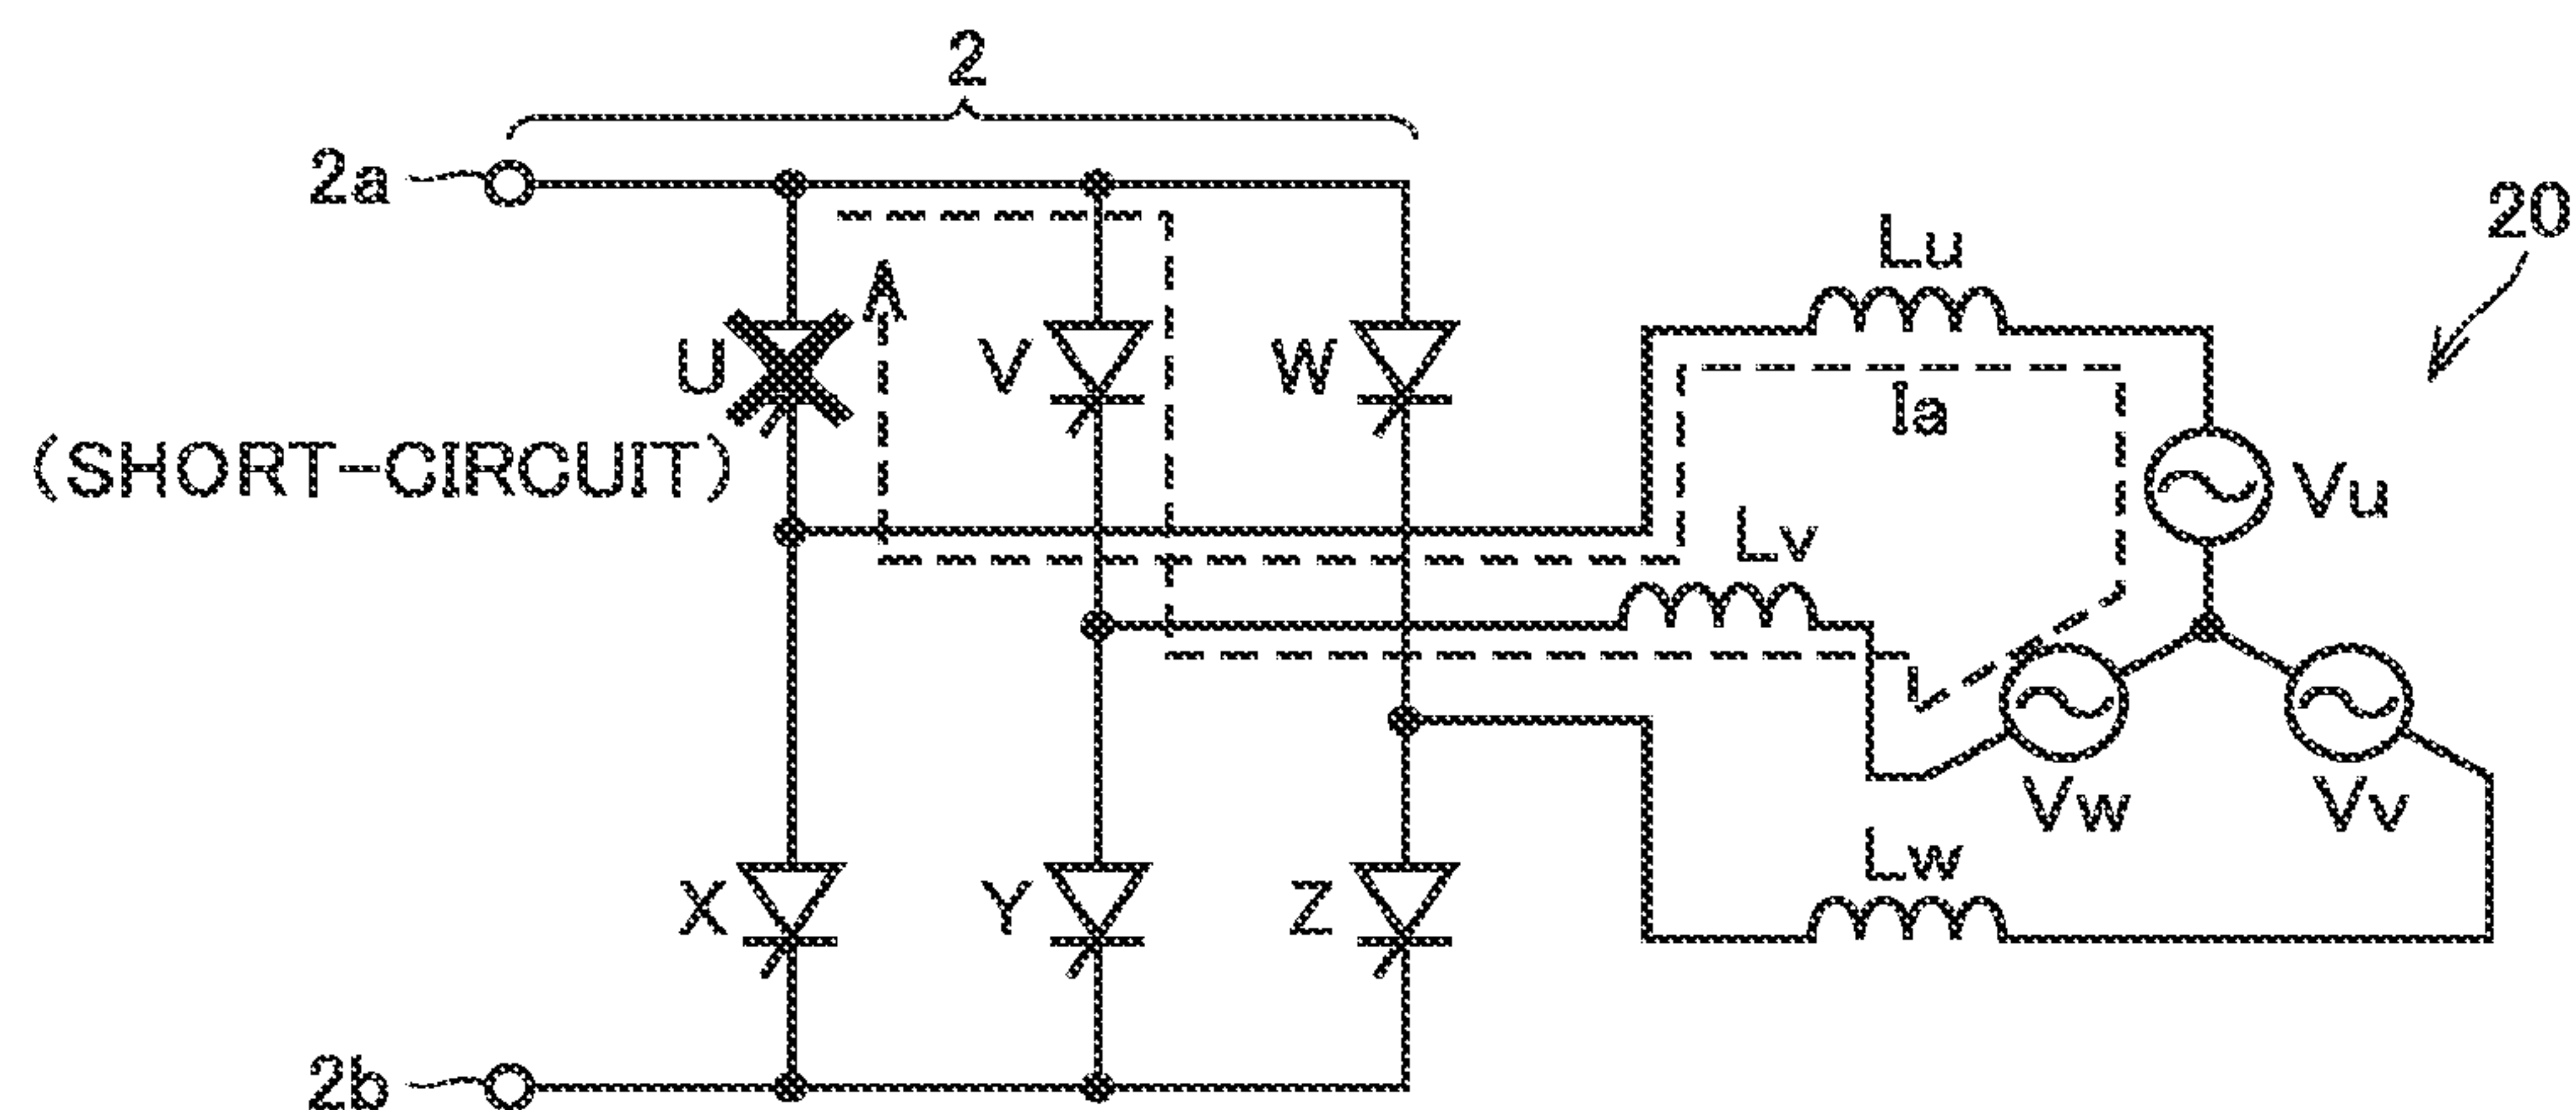 2
2a
20
Lu
Ia
U
V
W
(SHORT-CIRCUIT)
Vu
Lv
Vw
Vv
Lw
X
Y
Z
2b